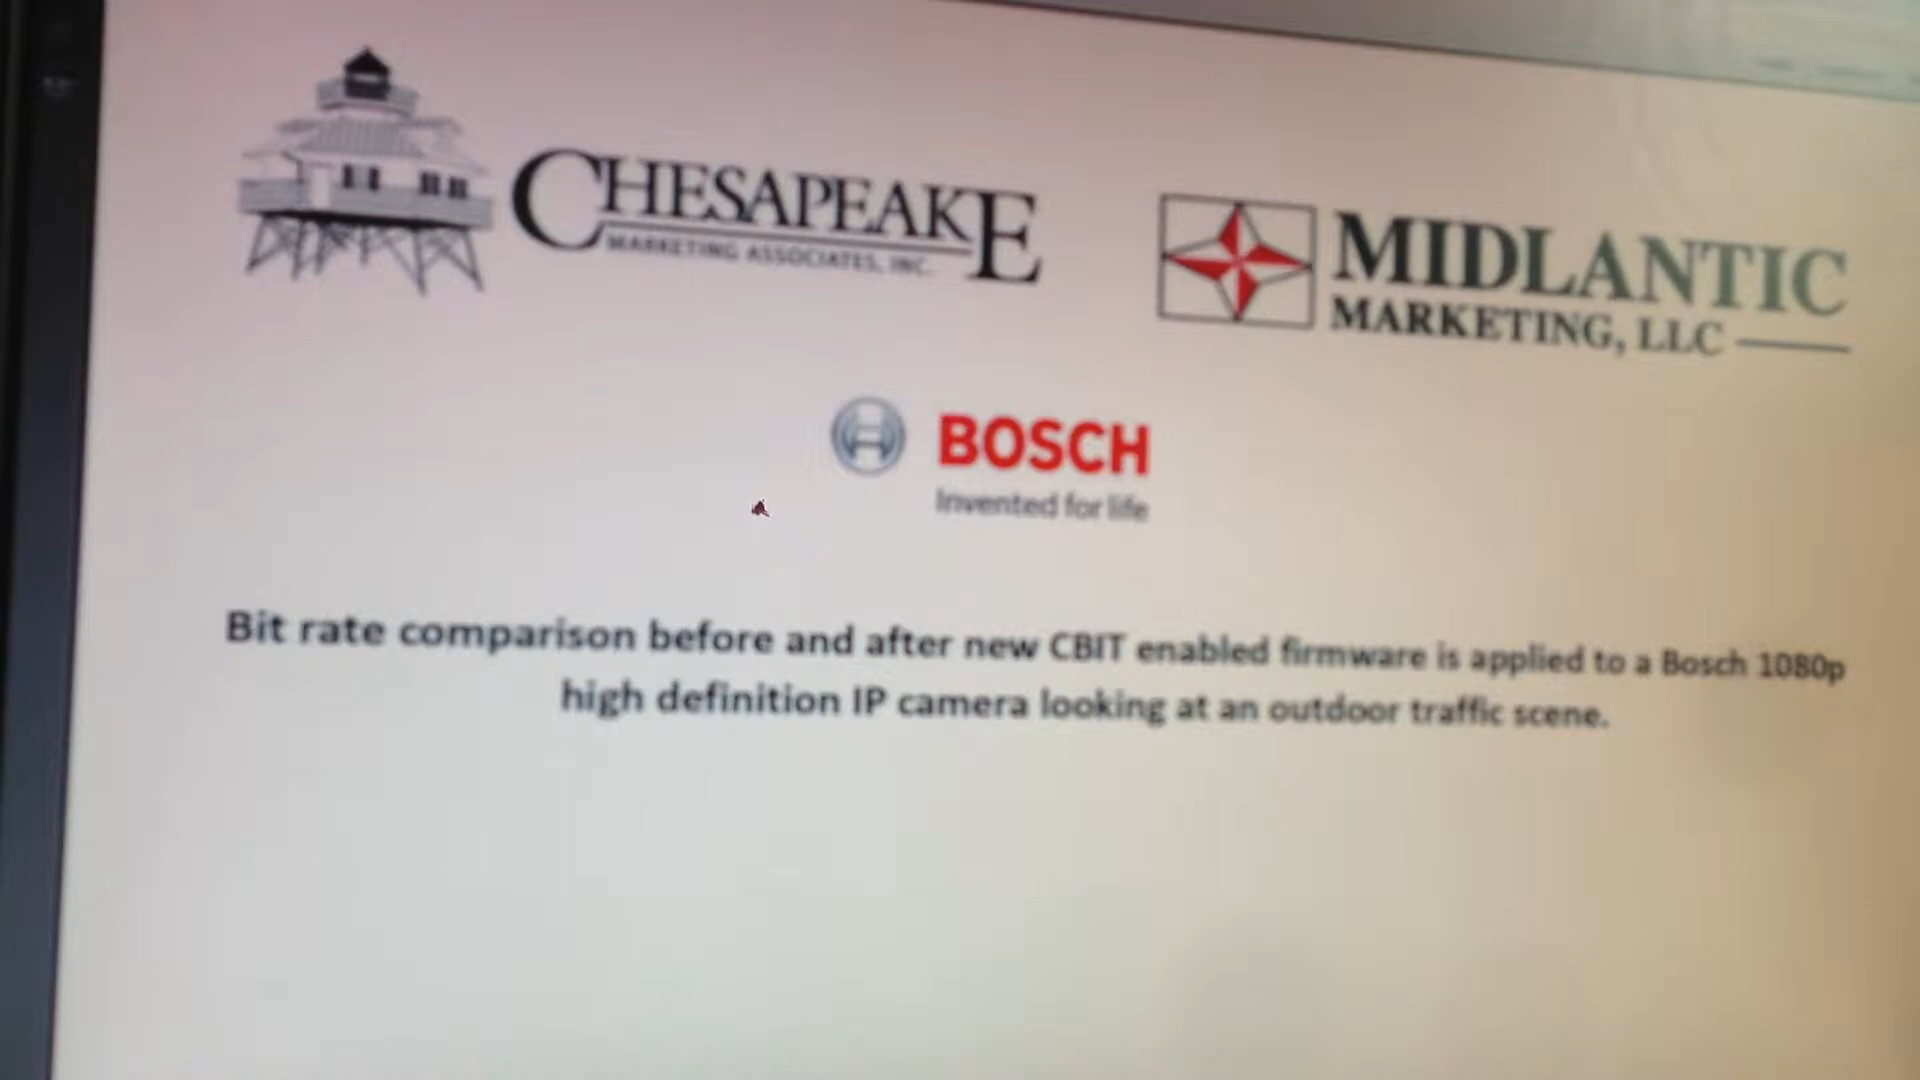 CHESAPEAKE
MARKETING ASSOCIATES, INC.
MIDLANTIC
MARKETING, LLC
BOSCH
Invented for life
Bit rate comparison before and after new CBIT enabled firmware is applied to a Bosch 1080p
high definition IP camera looking at an outdoor traffic scene.